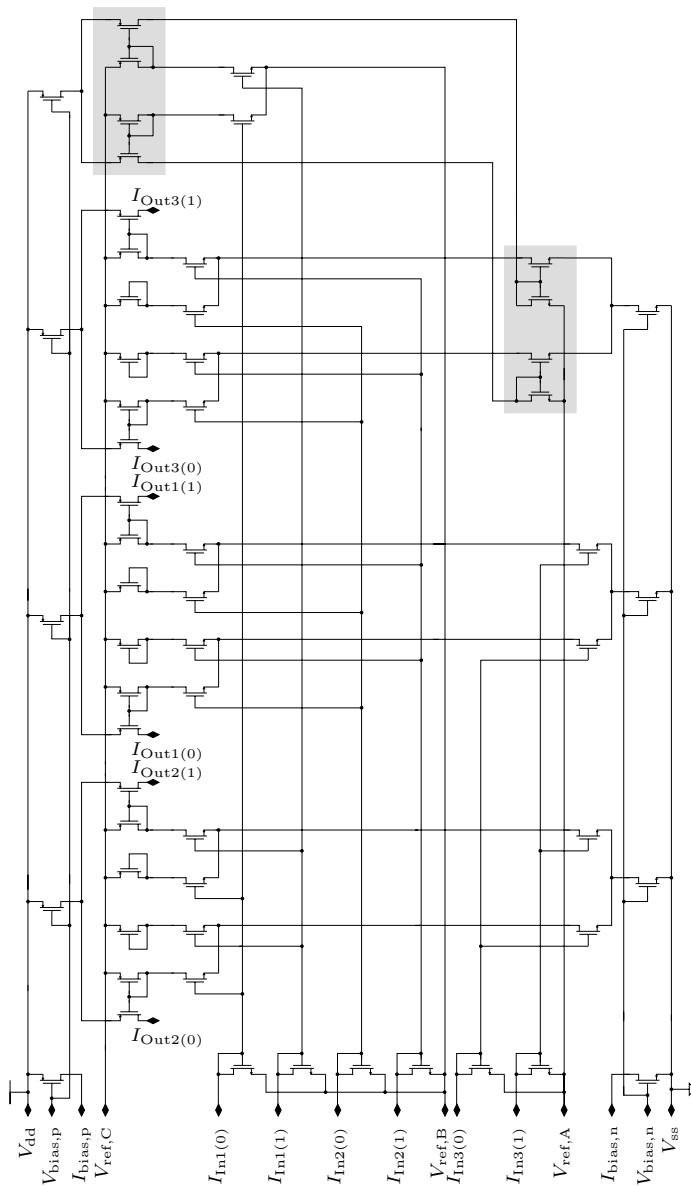 I_Out3(1)
I_Out3(0)
I_Out1(1)
I_Out1(0)
I_Out2(1)
I_Out2(0)
V_dd
V_bias,p
I_bias,p
V_ref,C
I_In1(0)
I_In1(1)
I_In2(0)
I_In2(1)
V_ref,B
I_In3(0)
I_In3(1)
V_ref,A
I_bias,n
V_bias,n
V_ss